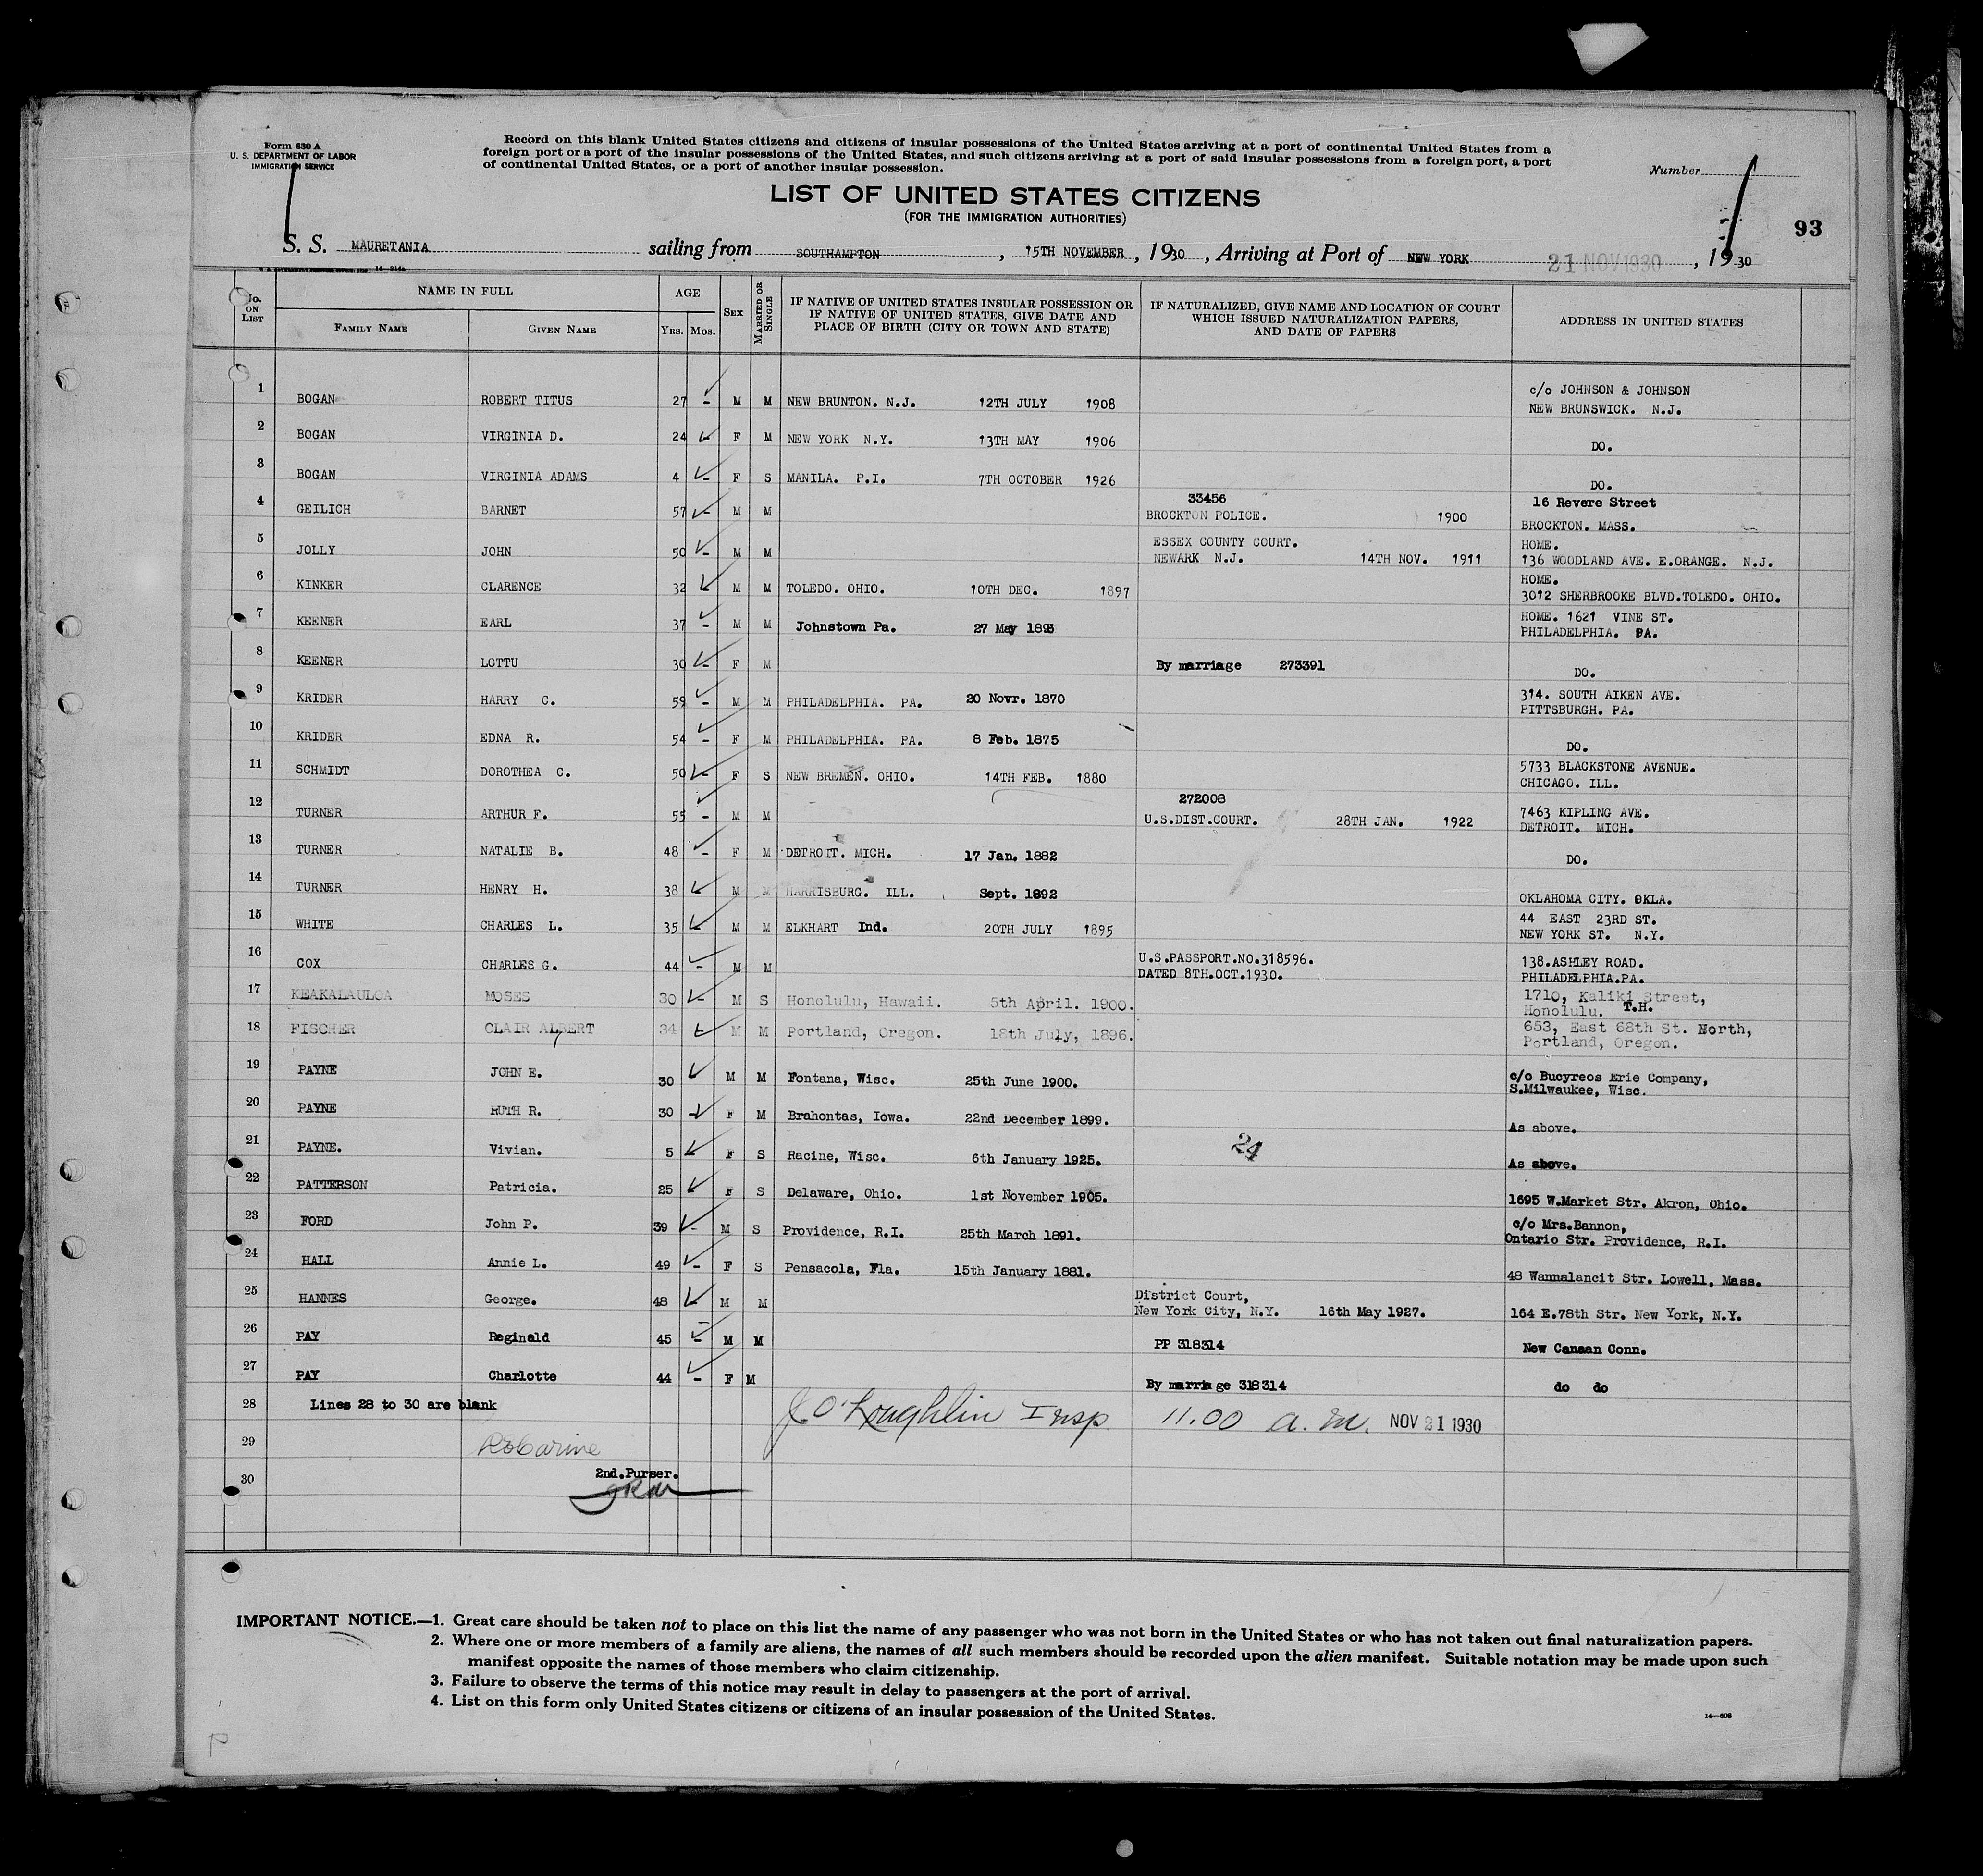 Form 630 A
U. S. DEPARTMENT OF LABOR
IMMIGRATION SERVICE
Record on this blank United States citizens and citizens of insular possessions of the United States arriving at a port of continental United States from a
foreign port or a port of the insular possessions of the United States, and such citizens arriving at a port of said insular possessions from a foreign port, a port
of continental United States, or a port of another insular possession.
Number
LIST OF UNITED STATES CITIZENS
(FOR THE IMMIGRATION AUTHORITIES)
93
S. S. MAURETANIA sailing from SOUTHAMPTON, 15TH NOVEMBER, 1930, Arriving at Port of NEW YORK 21 NOV 1930, 1930
No. ON LIST
NAME IN FULL
FAMILY NAME
GIVEN NAME
AGE
YRS. MOS.
SEX
MARRIED OR SINGLE
IF NATIVE OF UNITED STATES INSULAR POSSESSION OR
IF NATIVE OF UNITED STATES, GIVE DATE AND
PLACE OF BIRTH (CITY OR TOWN AND STATE)
IF NATURALIZED, GIVE NAME AND LOCATION OF COURT
WHICH ISSUED NATURALIZATION PAPERS,
AND DATE OF PAPERS
ADDRESS IN UNITED STATES
1 BOGAN ROBERT TITUS 27 - M M NEW BRUNTON. N.J. 12TH JULY 1908 c/o JOHNSON & JOHNSON
NEW BRUNSWICK. N.J.
2 BOGAN VIRGINIA D. 24 - F M NEW YORK N.Y. 13TH MAY 1906 DO.
3 BOGAN VIRGINIA ADAMS 4 - F S MANILA. P.I. 7TH OCTOBER 1926 DO.
4 GEILICH BARNET 57 - M M 33456
BROCKTON POLICE. 1900 16 Revere Street
BROCKTON. MASS.
5 JOLLY JOHN 50 - M M ESSEX COUNTY COURT.
NEWARK N.J. 14TH NOV. 1911 HOME.
136 WOODLAND AVE. E.ORANGE. N.J.
6 KINKER CLARENCE 32 M M TOLEDO. OHIO. 10TH DEC. 1897 HOME.
3012 SHERBROOKE BLVD.TOLEDO. OHIO.
7 KEENER EARL 37 - M M Johnstown Pa. 27 May 1893 HOME. 1621 VINE ST.
PHILADELPHIA. PA.
8 KEENER LOTTU 30 - F M By marriage 273391 DO.
9 KRIDER HARRY C. 59 - M M PHILADELPHIA. PA. 20 Novr. 1870 314. SOUTH AIKEN AVE.
PITTSBURGH. PA.
10 KRIDER EDNA R. 54 - F M PHILADELPHIA. PA. 8 Feb. 1875 DO.
11 SCHMIDT DOROTHEA C. 50 - F S NEW BREMEN. OHIO. 14TH FEB. 1880 5733 BLACKSTONE AVENUE.
CHICAGO. ILL.
12 TURNER ARTHUR F. 55 - M M 272008
U.S.DIST.COURT. 28TH JAN. 1922 7463 KIPLING AVE.
DETROIT. MICH.
13 TURNER NATALIE B. 48 - F M DETROIT. MICH. 17 Jan. 1882 DO.
14 TURNER HENRY H. 38 - M M HARRISBURG. ILL. Sept. 1892 OKLAHOMA CITY. OKLA.
15 WHITE CHARLES L. 35 - M M ELKHART Ind. 20TH JULY 1895 44 EAST 23RD ST.
NEW YORK ST. N.Y.
16 COX CHARLES G. 44 - M M U.S.PASSPORT.NO.318596.
DATED 8TH.OCT.1930. 138.ASHLEY ROAD.
PHILADELPHIA.PA.
17 KEAKALAULOA MOSES 30 - M S Honolulu, Hawaii. 5th April. 1900. 1710, Kaliki Street,
Honolulu. T.H.
18 FISCHER CLAIR ALBERT 34 - M M Portland, Oregon. 18th July, 1896. 653, East 68th St. North,
Portland, Oregon.
19 PAYNE JOHN E. 30 M M Fontana, Wisc. 25th June 1900. c/o Bucyreos Erie Company,
S.Milwaukee, Wisc.
20 PAYNE RUTH R. 30 - F M Brahontas, Iowa. 22nd December 1899. As above.
21 PAYNE. Vivian. 5 F S Racine, Wisc. 6th January 1925. 24 As above.
22 PATTERSON Patricia. 25 F S Delaware, Ohio. 1st November 1905. 1695 W.Market Str. Akron, Ohio.
23 FORD John P. 39 - M S Providence, R.I. 25th March 1891. c/o Mrs.Bannon,
Ontario Str. Providence, R.I.
24 HALL Annie L. 49 - F S Pensacola, Fla. 15th January 1881. 48 Wannalancit Str. Lowell, Mass.
25 HANNES George. 48 - M M District Court,
New York City, N.Y. 16th May 1927. 164 E.78th Str. New York, N.Y.
26 PAY Reginald 45 - M M PP 318314 New Canaan Conn.
27 PAY Charlotte 44 - F M By marriage 318314 do do
28 Lines 28 to 30 are blank J O'Loughlin Insp. 11.00 a.m. NOV 21 1930
29
2nd.Purser.
30
IMPORTANT NOTICE.—1. Great care should be taken not to place on this list the name of any passenger who was not born in the United States or who has not taken out final naturalization papers.
2. Where one or more members of a family are aliens, the names of all such members should be recorded upon the alien manifest. Suitable notation may be made upon such
manifest opposite the names of those members who claim citizenship.
3. Failure to observe the terms of this notice may result in delay to passengers at the port of arrival.
4. List on this form only United States citizens or citizens of an insular possession of the United States.
14—608